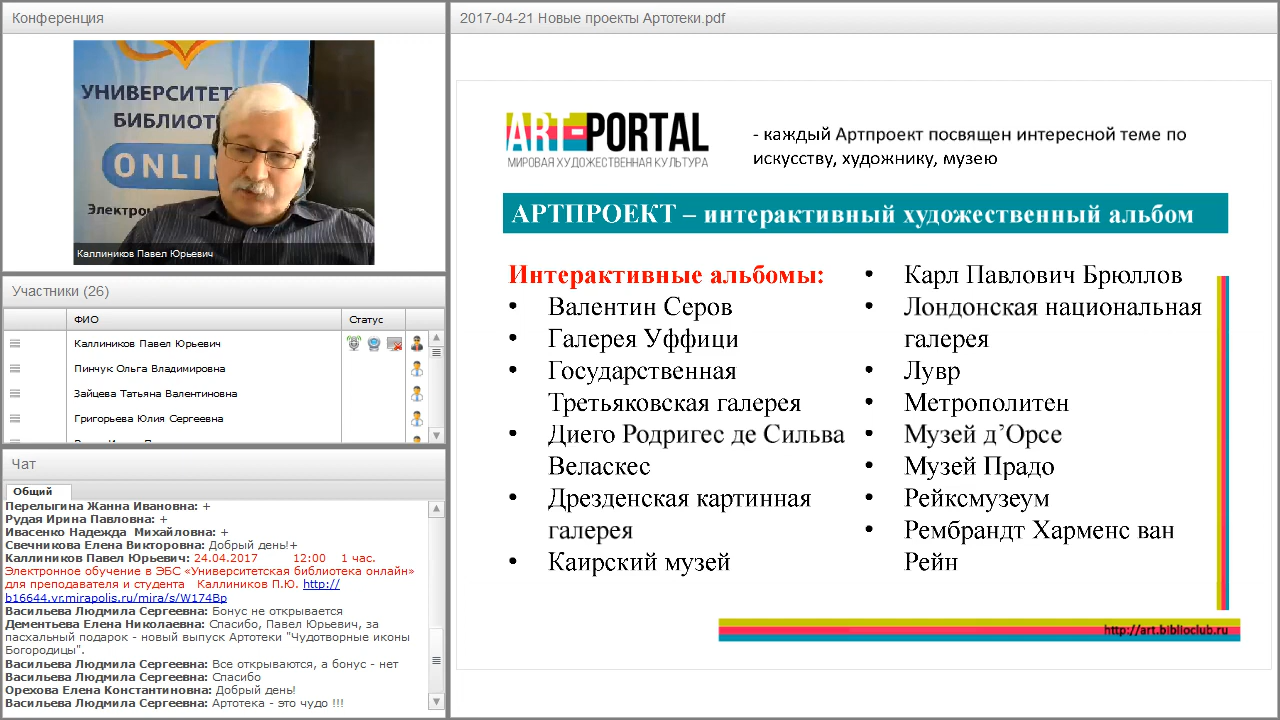 Конференция
УНИВЕРСИТЕТС
БИБЛИОТ
ONLIN
Электрон
Каллиников Павел Юрьевич
Участники (26)
ФИО
Статус
Каллиников Павел Юрьевич
Пинчук Ольга Владимировна
Зайцева Татьяна Валентиновна
Григорьева Юлия Сергеевна
Чат
Общий
Перелыгина Жанна Ивановна: +
Рудая Ирина Павловна: +
Ивасенко Надежда Михайловна: +
Свечникова Елена Викторовна: Добрый день!+
Каллиников Павел Юрьевич: 24.04.2017 12:00 1 час.
Электронное обучение в ЭБС «Университетская библиотека онлайн»
для преподавателя и студента Каллиников П.Ю. http://
b16644.vr.mirapolis.ru/mira/s/W174Bp
Васильева Людмила Сергеевна: Бонус не открывается
Дементьева Елена Николаевна: Спасибо, Павел Юрьевич, за
пасхальный подарок - новый выпуск Артотеки "Чудотворные иконы
Богородицы".
Васильева Людмила Сергеевна: Все открываются, а бонус - нет
Васильева Людмила Сергеевна: Спасибо
Орехова Елена Константиновна: Добрый день!
Васильева Людмила Сергеевна: Артотека - это чудо !!!
2017-04-21 Новые проекты Артотеки.pdf
ART-PORTAL
МИРОВАЯ ХУДОЖЕСТВЕННАЯ КУЛЬТУРА
- каждый Артпроект посвящен интересной теме по
искусству, художнику, музею
АРТПРОЕКТ – интерактивный художественный альбом
Интерактивные альбомы:
• Валентин Серов
• Галерея Уффици
• Государственная
Третьяковская галерея
• Диего Родригес де Сильва
Веласкес
• Дрезденская картинная
галерея
• Каирский музей
• Карл Павлович Брюллов
• Лондонская национальная
галерея
• Лувр
• Метрополитен
• Музей д’Орсе
• Музей Прадо
• Рейксмузеум
• Рембрандт Харменс ван
Рейн
http://art.biblioclub.ru